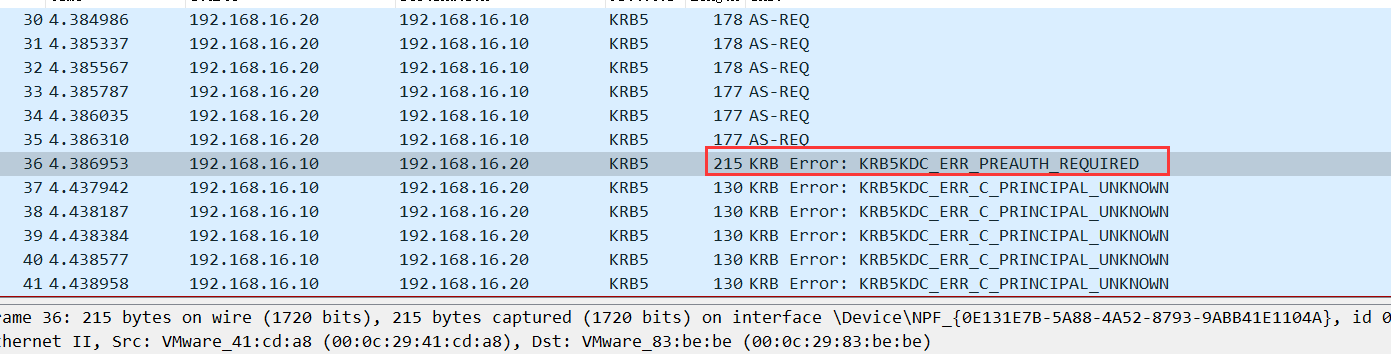 30 4.384986 192.168.16.20 192.168.16.10 KRB5 178 AS-REQ
31 4.385337 192.168.16.20 192.168.16.10 KRB5 178 AS-REQ
32 4.385567 192.168.16.20 192.168.16.10 KRB5 178 AS-REQ
33 4.385787 192.168.16.20 192.168.16.10 KRB5 177 AS-REQ
34 4.386035 192.168.16.20 192.168.16.10 KRB5 177 AS-REQ
35 4.386310 192.168.16.20 192.168.16.10 KRB5 177 AS-REQ
36 4.386953 192.168.16.10 192.168.16.20 KRB5 215 KRB Error: KRB5KDC_ERR_PREAUTH_REQUIRED
37 4.437942 192.168.16.10 192.168.16.20 KRB5 130 KRB Error: KRB5KDC_ERR_C_PRINCIPAL_UNKNOWN
38 4.438187 192.168.16.10 192.168.16.20 KRB5 130 KRB Error: KRB5KDC_ERR_C_PRINCIPAL_UNKNOWN
39 4.438384 192.168.16.10 192.168.16.20 KRB5 130 KRB Error: KRB5KDC_ERR_C_PRINCIPAL_UNKNOWN
40 4.438577 192.168.16.10 192.168.16.20 KRB5 130 KRB Error: KRB5KDC_ERR_C_PRINCIPAL_UNKNOWN
41 4.438958 192.168.16.10 192.168.16.20 KRB5 130 KRB Error: KRB5KDC_ERR_C_PRINCIPAL_UNKNOWN
rame 36: 215 bytes on wire (1720 bits), 215 bytes captured (1720 bits) on interface \Device\NPF_{0E131E7B-5A88-4A52-8793-9ABB41E1104A}, id 0
hernet II, Src: VMware_41:cd:a8 (00:0c:29:41:cd:a8), Dst: VMware_83:be:be (00:0c:29:83:be:be)